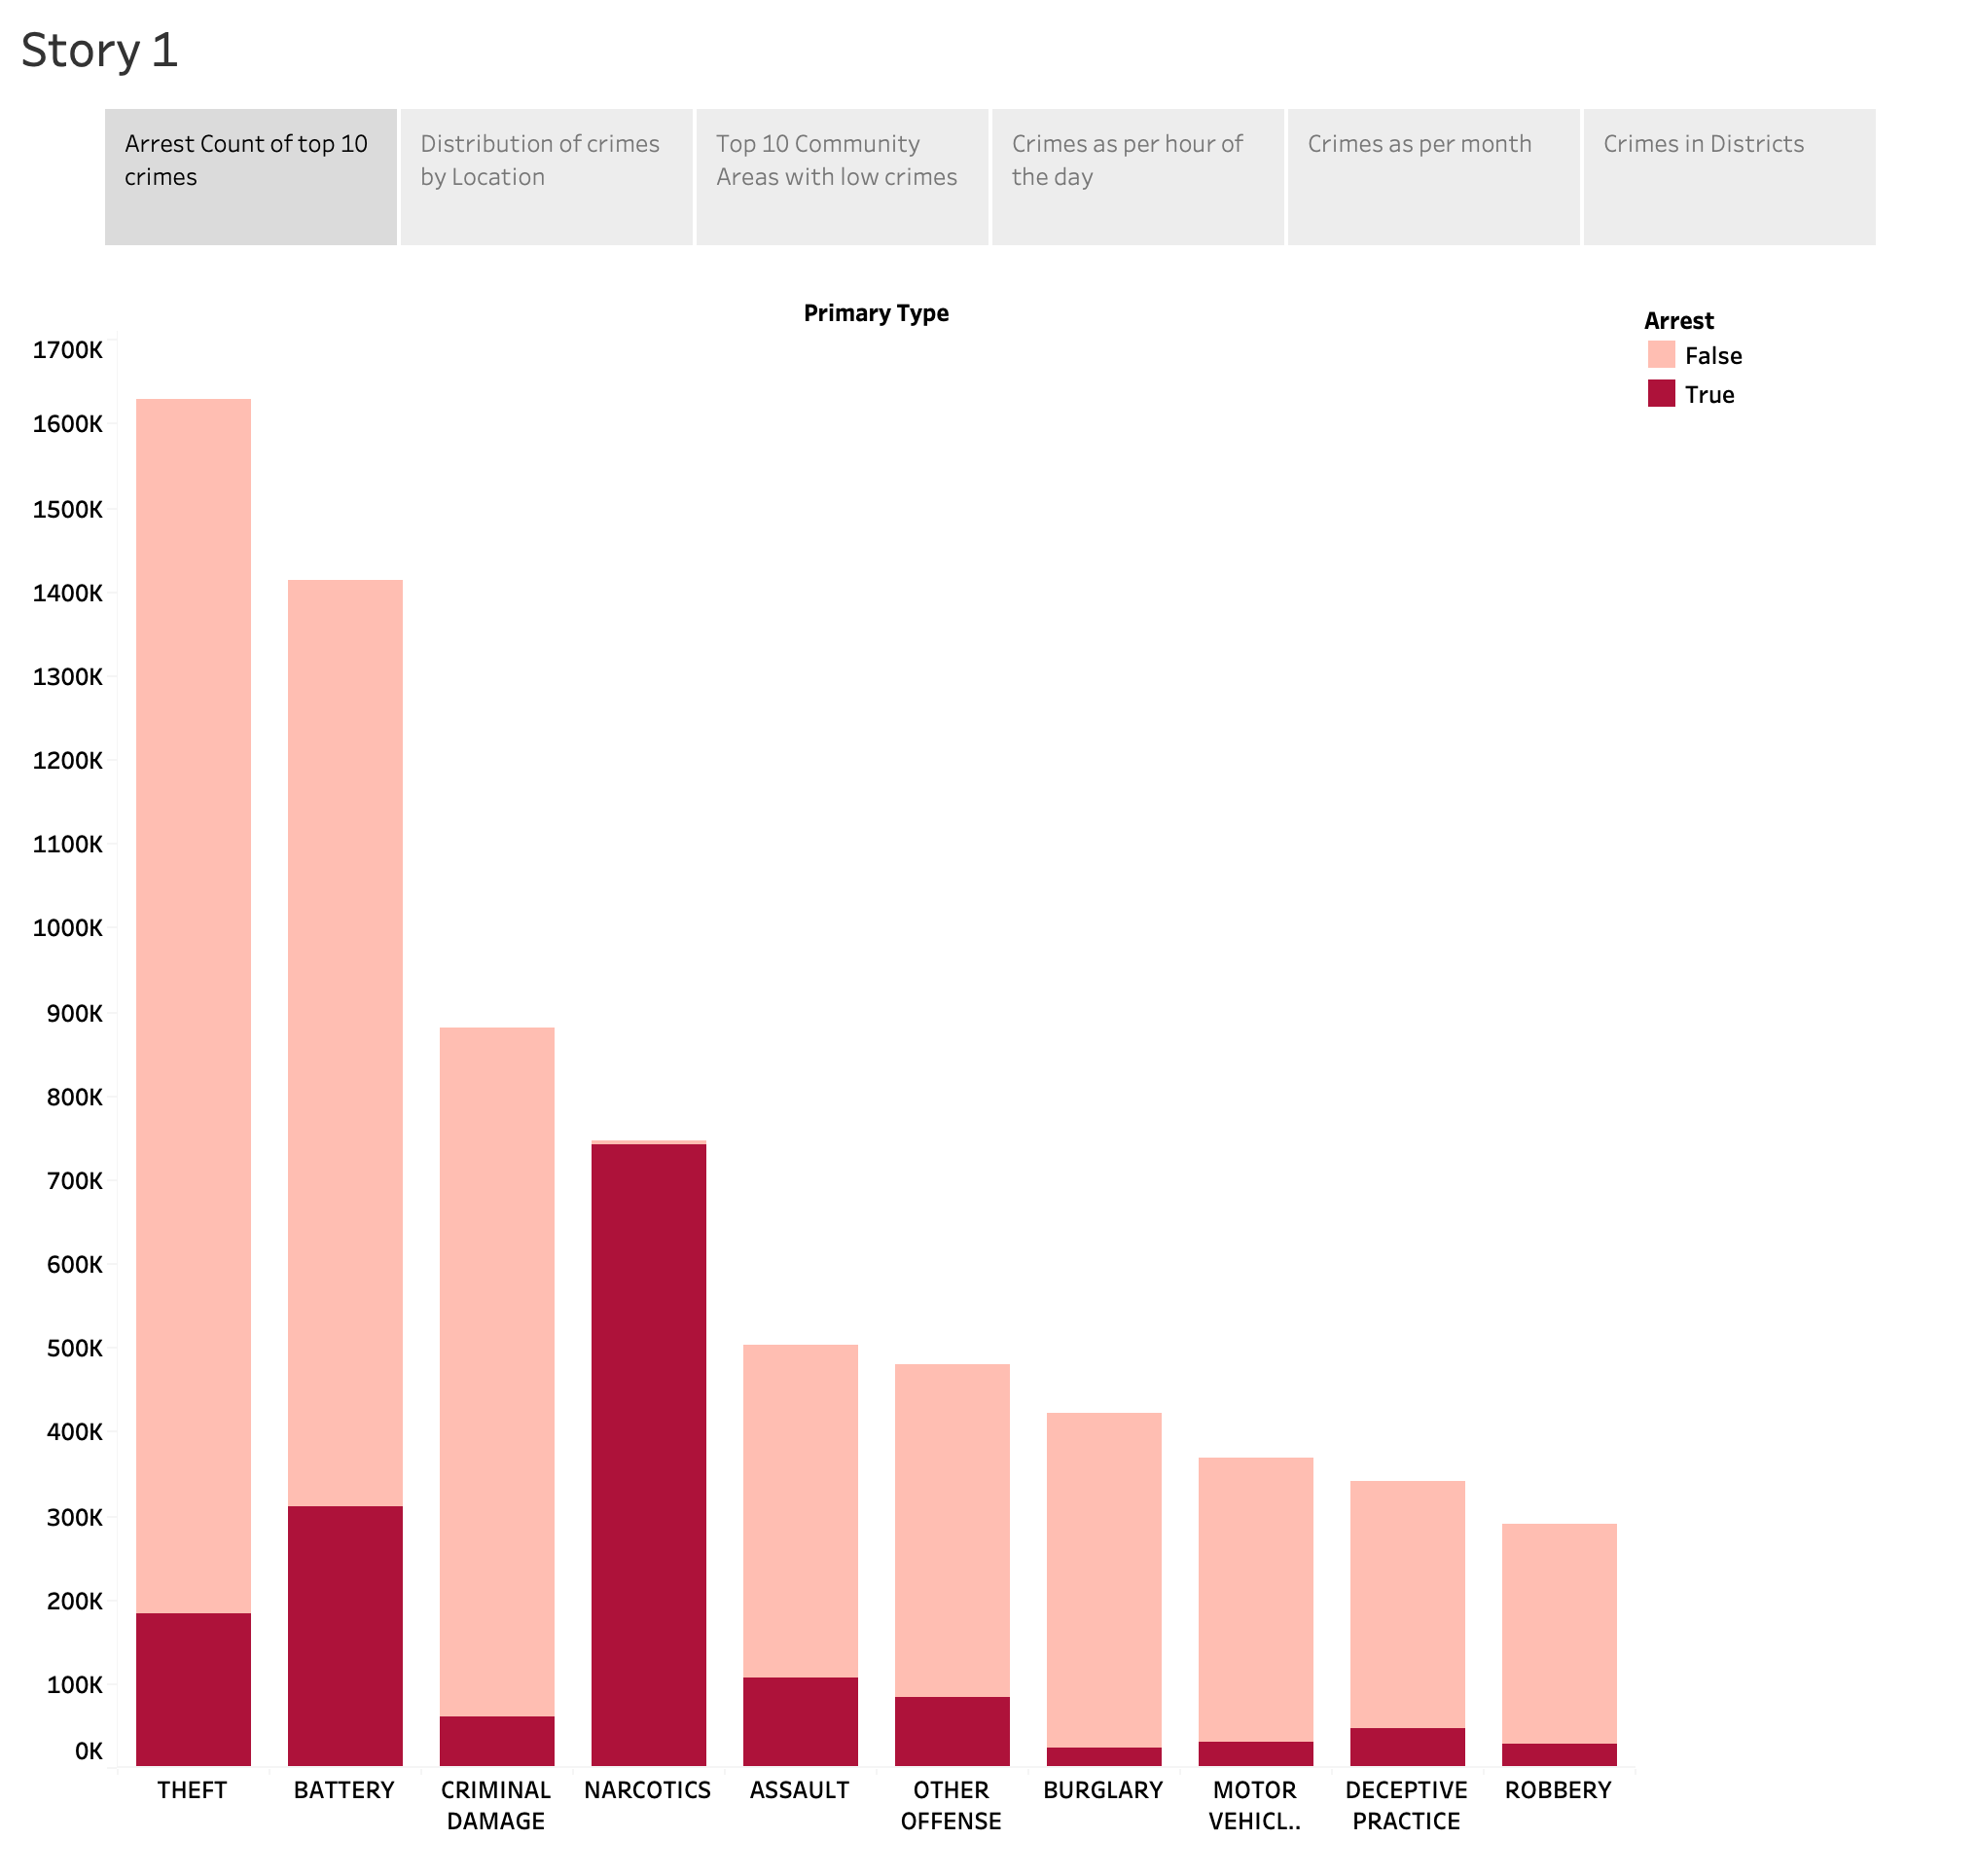 Story 1
Arrest Count of top 10
crimes
Distribution of crimes
by Location
Top 10 Community
Areas with low crimes
Crimes as per hour of
the day
Crimes as per month
Crimes in Districts
Primary Type
Arrest
False
True
1700K
1600K
1500K
1400K
1300K
1200K
1100K
1000K
900K
800K
700K
600K
500K
400K
300K
200K
100K
0K
THEFT
BATTERY
CRIMINAL
DAMAGE
NARCOTICS
ASSAULT
OTHER
OFFENSE
BURGLARY
MOTOR
VEHICL..
DECEPTIVE
PRACTICE
ROBBERY